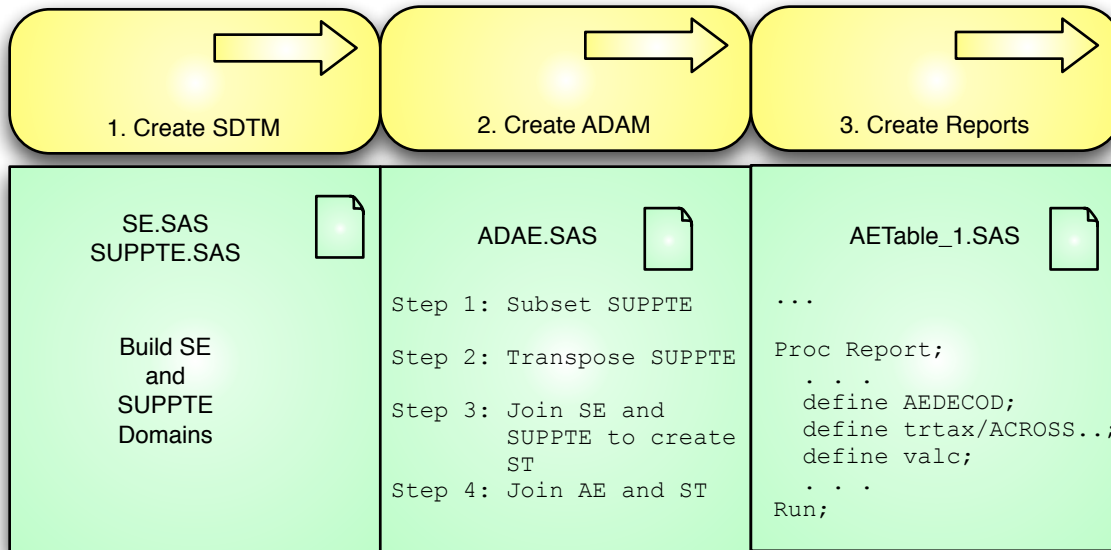 1. Create SDTM
2. Create ADAM
3. Create Reports
SE.SAS
SUPPTE.SAS
Build SE
and
SUPPTE
Domains
ADAE.SAS
Step 1: Subset SUPPTE
Step 2: Transpose SUPPTE
Step 3: Join SE and
SUPPTE to create
ST
Step 4: Join AE and ST
AETable_1.SAS
...
Proc Report;
. . .
define AEDECOD;
define trtax/ACROSS..;
define valc;
. . .
Run;